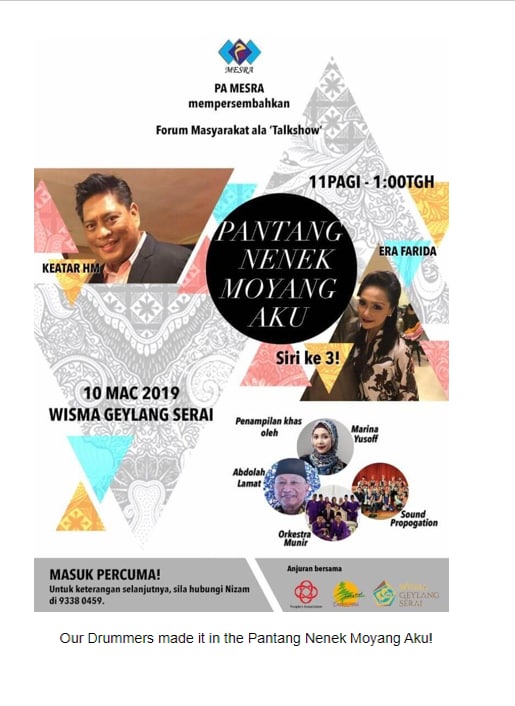 MESRA
PA MESRA
mempersembahkan
Forum Masyarakat ala 'Talkshow'
11PAGI - 1:00TGH
KEATAR HM
PANTANG
NENEK
MOYANG
AKU
ERA FARIDA
Siri ke 3!
10 MAC 2019
WISMA GEYLANG SERAI
Penampilan khas
oleh
Marina
Yusoff
Abdolah
Lamat
Orkestra
Munir
Sound
Propogation
MASUK PERCUMA!
Untuk keterangan selanjutnya, sila hubungi Nizam
di 9338 0459.
Anjuran bersama
People's Association
WISMA
GEYLANG
SERAI
Our Drummers made it in the Pantang Nenek Moyang Aku!